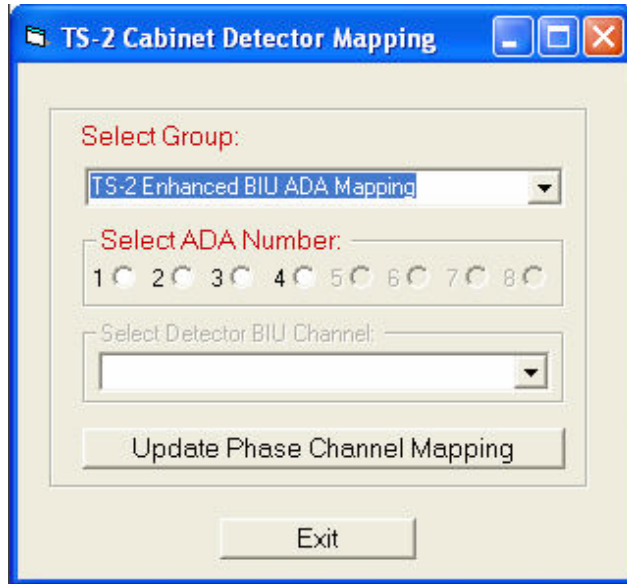 TS-2 Cabinet Detector Mapping
Select Group:
TS-2 Enhanced BIU ADA Mapping
Select ADA Number:
1 2 3 4 5 6 7 8
Select Detector BIU Channel:
Update Phase Channel Mapping
Exit